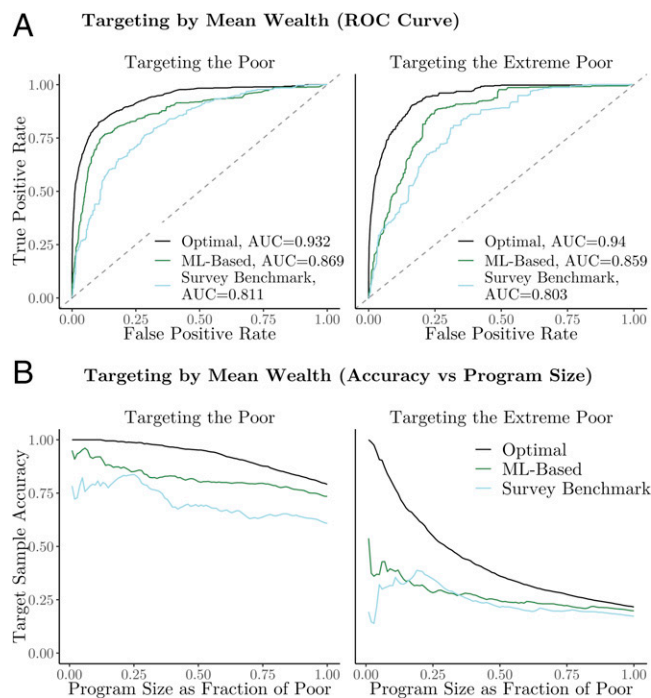 A
Targeting by Mean Wealth (ROC Curve)
Targeting the Poor
Targeting the Extreme Poor
True Positive Rate
1.00
0.75
0.50
0.25
0.00
Optimal, AUC=0.932
ML-Based, AUC=0.869
Survey Benchmark,
AUC=0.811
Optimal, AUC=0.94
ML-Based, AUC=0.859
Survey Benchmark,
AUC=0.803
0.00 0.25 0.50 0.75 1.00
0.00 0.25 0.50 0.75 1.00
False Positive Rate
False Positive Rate
B
Targeting by Mean Wealth (Accuracy vs Program Size)
Targeting the Poor
Targeting the Extreme Poor
Target Sample Accuracy
1.00
0.75
0.50
0.25
0.00
Optimal
ML-Based
Survey Benchmark
0.00 0.25 0.50 0.75 1.00
0.00 0.25 0.50 0.75 1.00
Program Size as Fraction of Poor
Program Size as Fraction of Poor